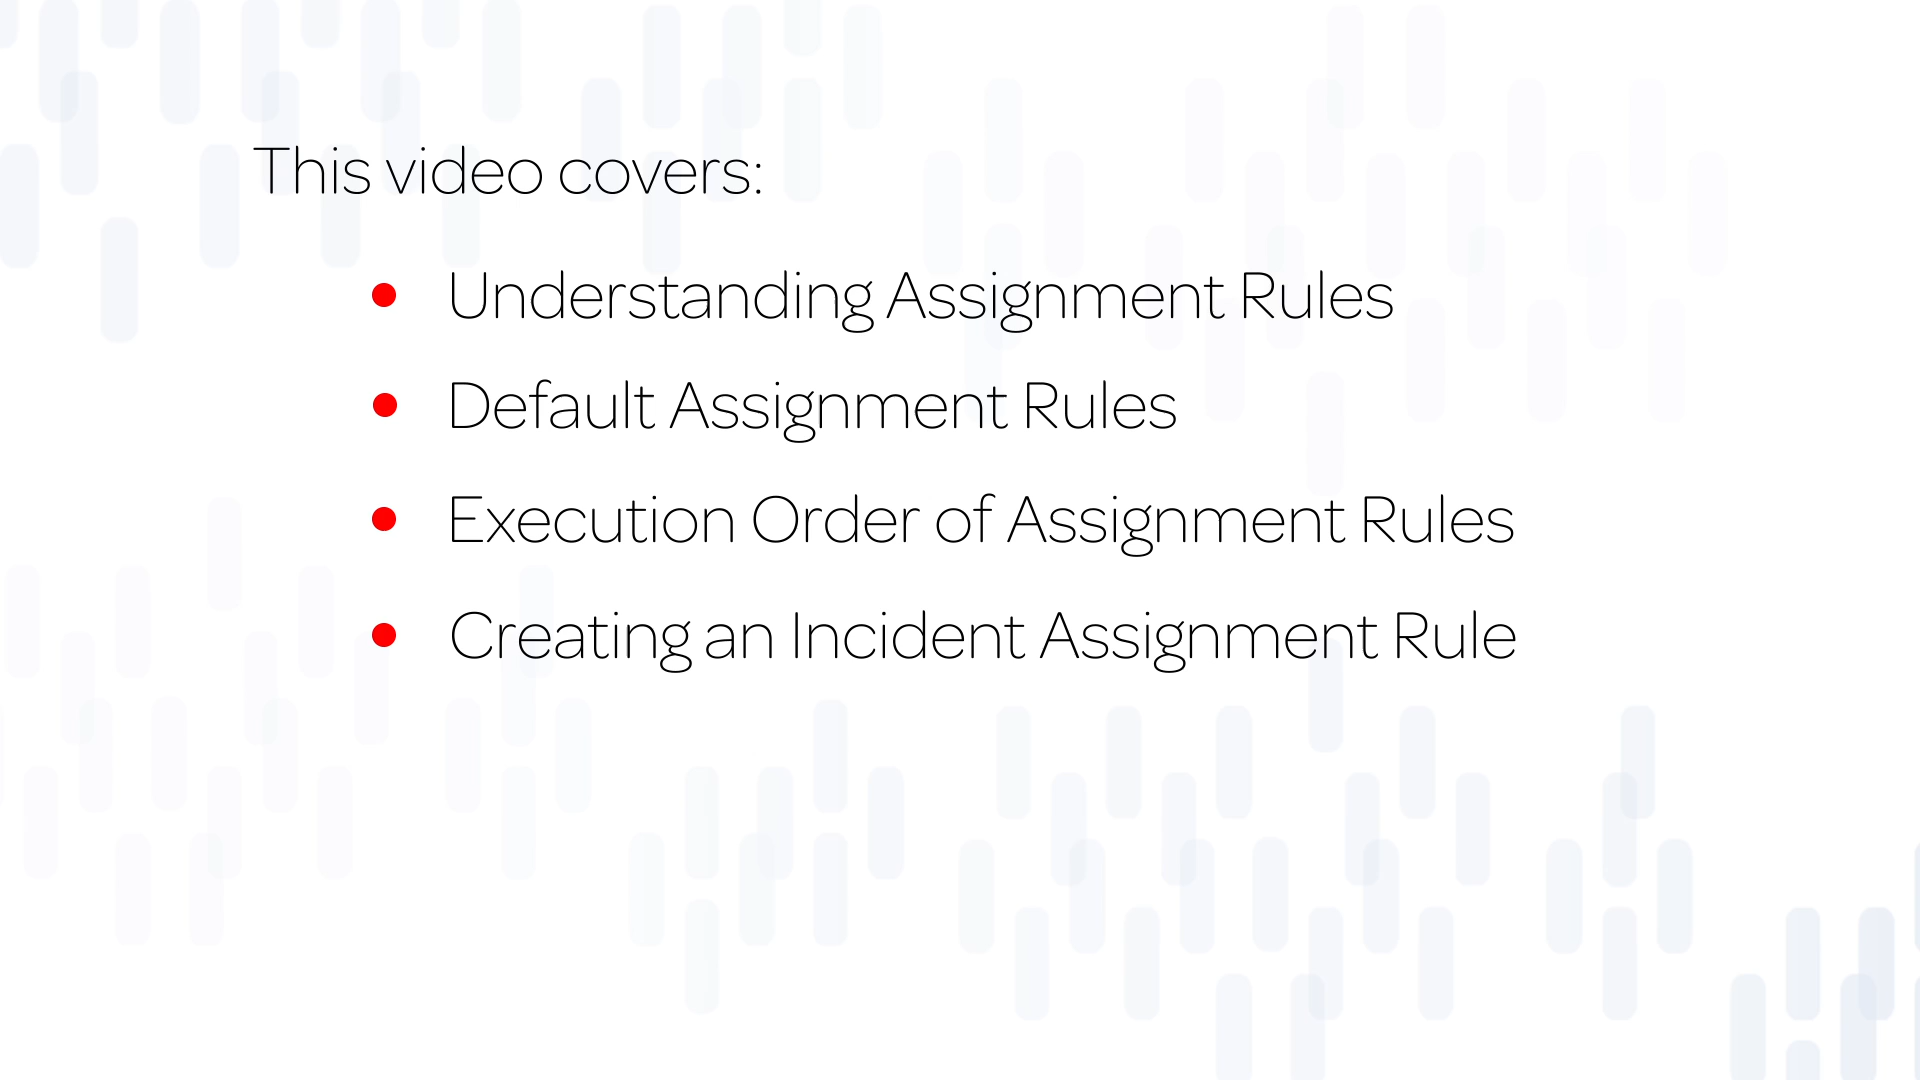 This video covers:
Understanding Assignment Rules
Default Assignment Rules
Execution Order of Assignment Rules
Creating an Incident Assignment Rule